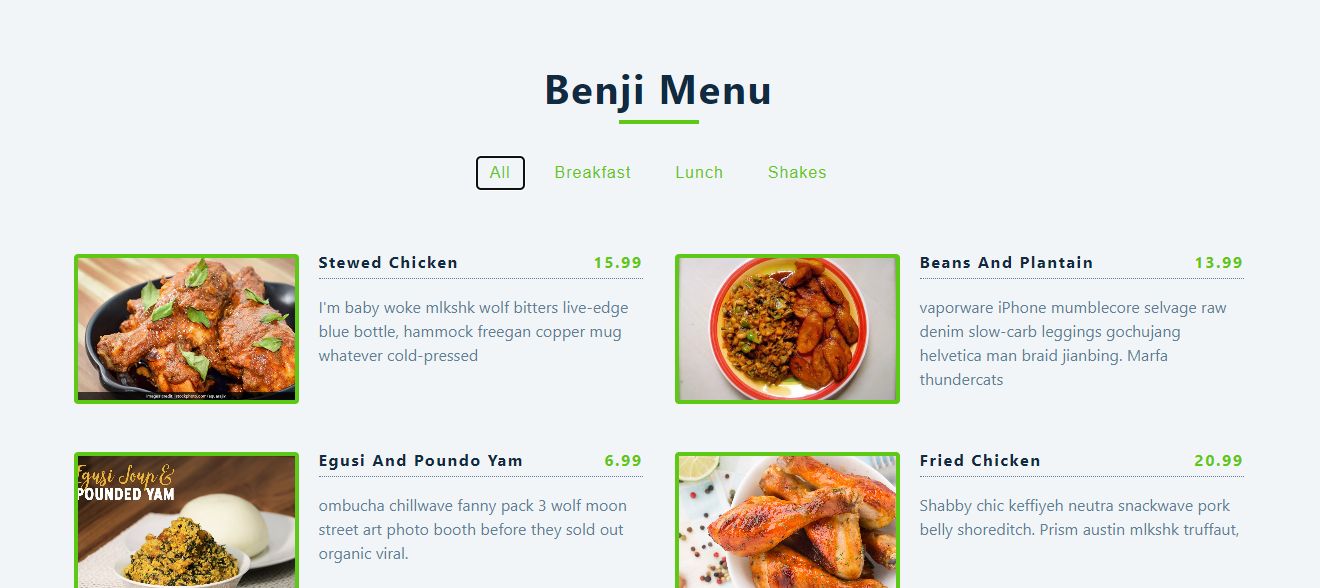 Benji Menu
All
Breakfast
Lunch
Shakes
Stewed Chicken
15.99
I'm baby woke mlkshk wolf bitters live-edge
blue bottle, hammock freegan copper mug
whatever cold-pressed
Beans And Plantain
13.99
vaporware iPhone mumblecore selvage raw
denim slow-carb leggings gochujang
helvetica man braid jianbing. Marfa
thundercats
Egusi Soup &
POUNDED YAM
Egusi And Poundo Yam
6.99
ombucha chillwave fanny pack 3 wolf moon
street art photo booth before they sold out
organic viral.
Fried Chicken
20.99
Shabby chic keffiyeh neutra snackwave pork
belly shoreditch. Prism austin mlkshk truffaut,